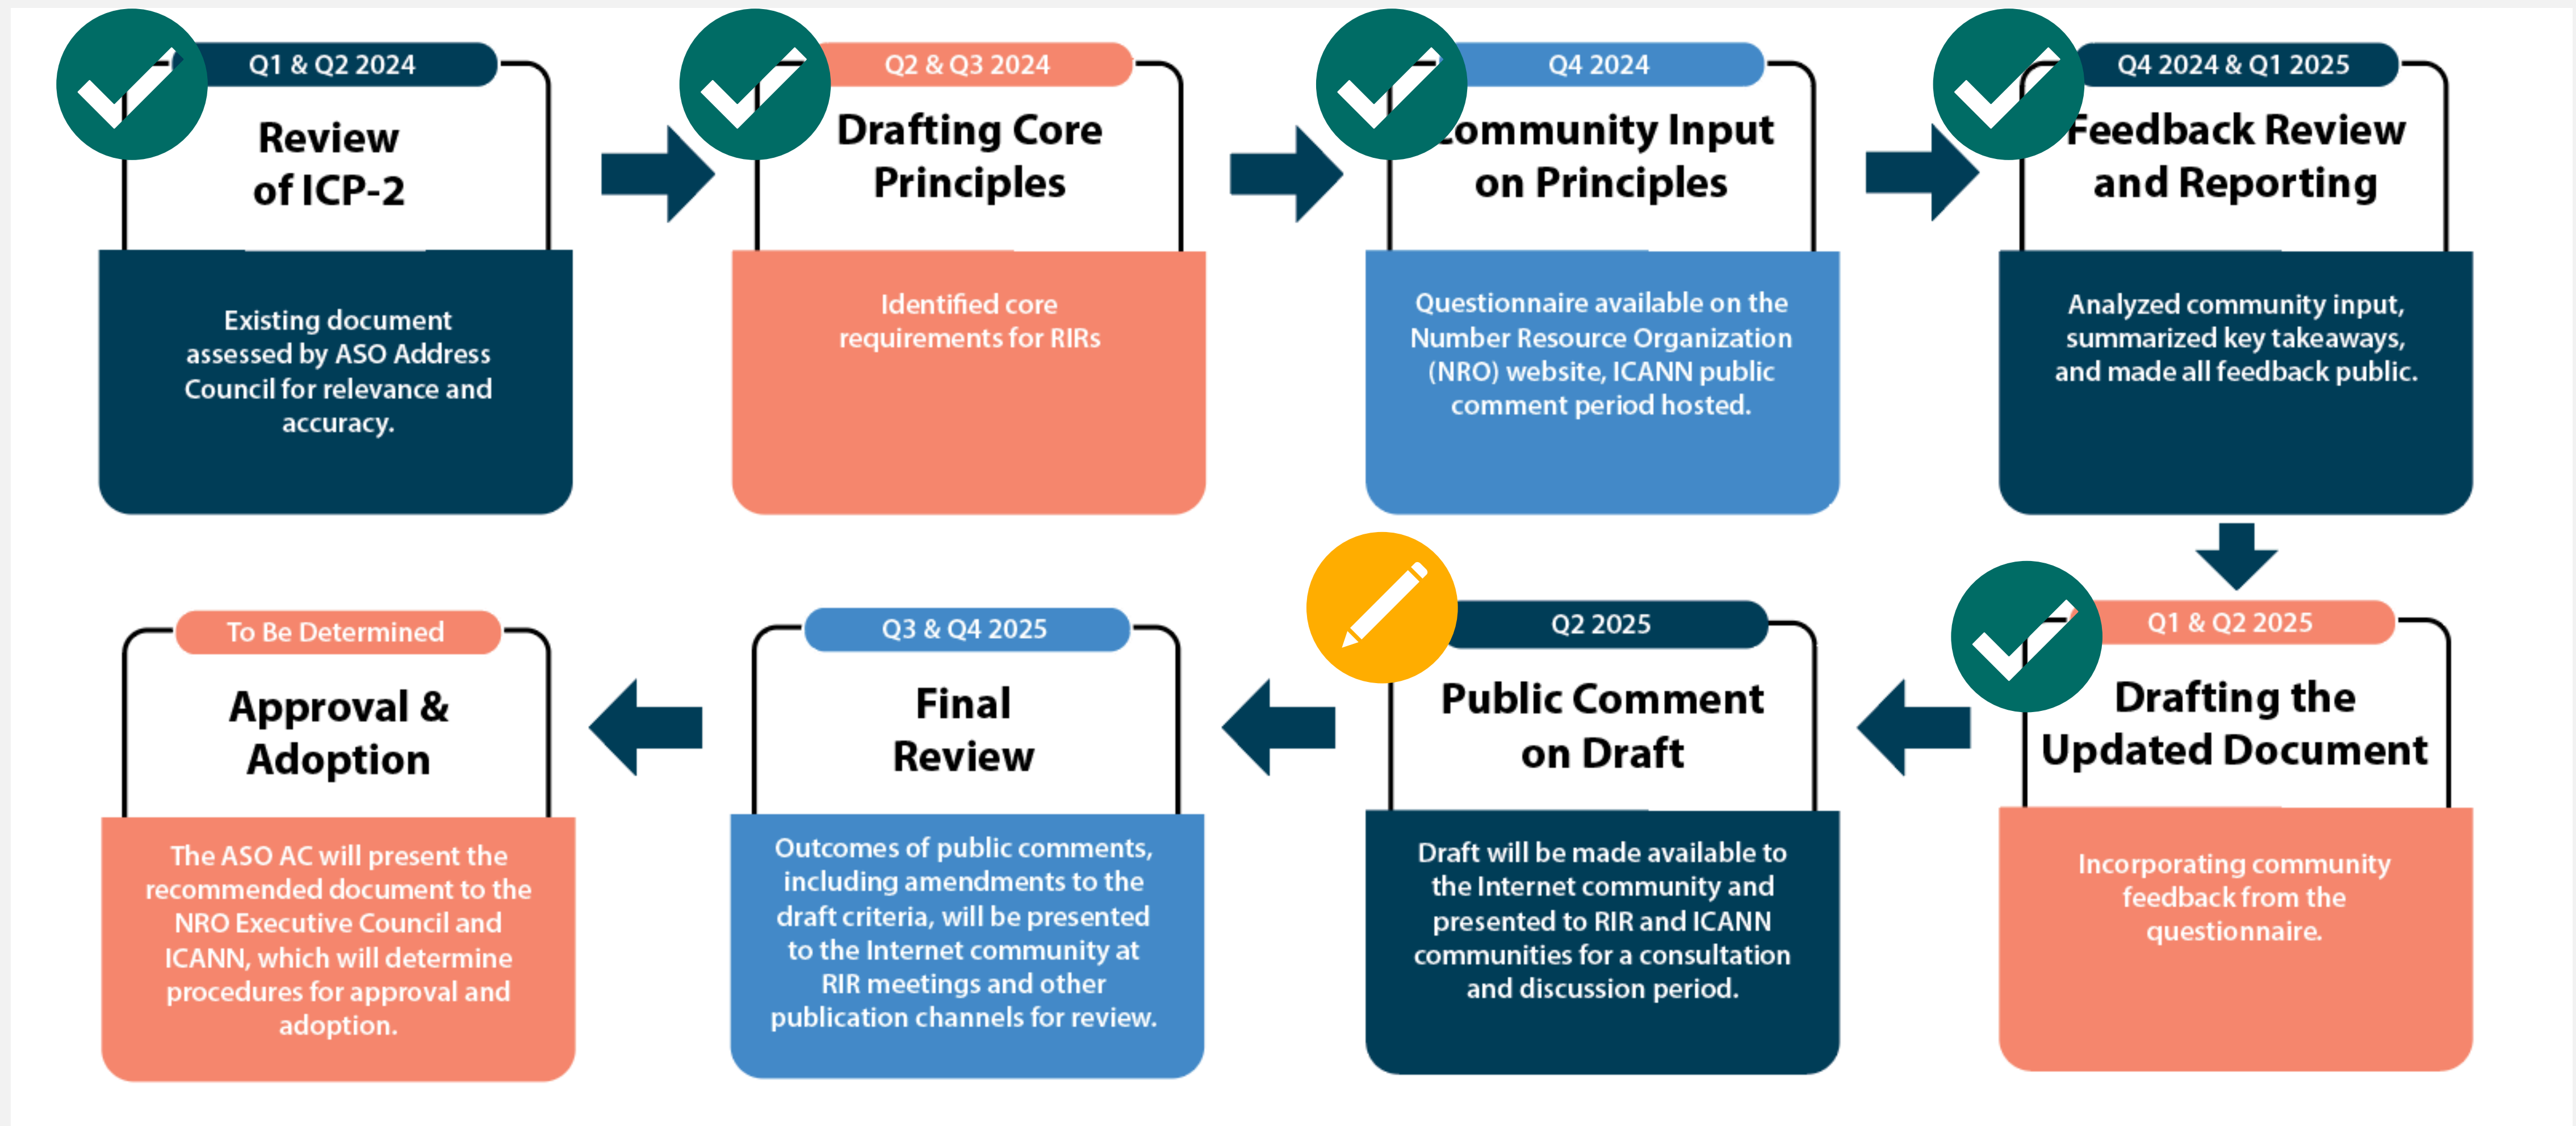 Q1 & Q2 2024
Review
of ICP-2
Existing document
assessed by ASO Address
Council for relevance and
accuracy.
Q2 & Q3 2024
Drafting Core
Principles
Identified core
requirements for RIRs
Q4 2024
Community Input
on Principles
Questionnaire available on the
Number Resource Organization
(NRO) website, ICANN public
comment period hosted.
Q4 2024 & Q1 2025
Feedback Review
and Reporting
Analyzed community input,
summarized key takeaways,
and made all feedback public.
Q1 & Q2 2025
Drafting the
Updated Document
Incorporating community
feedback from the
questionnaire.
Q2 2025
Public Comment
on Draft
Draft will be made available to
the Internet community and
presented to RIR and ICANN
communities for a consultation
and discussion period.
Q3 & Q4 2025
Final
Review
Outcomes of public comments,
including amendments to the
draft criteria, will be presented
to the Internet community at
RIR meetings and other
publication channels for review.
To Be Determined
Approval &
Adoption
The ASO AC will present the
recommended document to the
NRO Executive Council and
ICANN, which will determine
procedures for approval and
adoption.